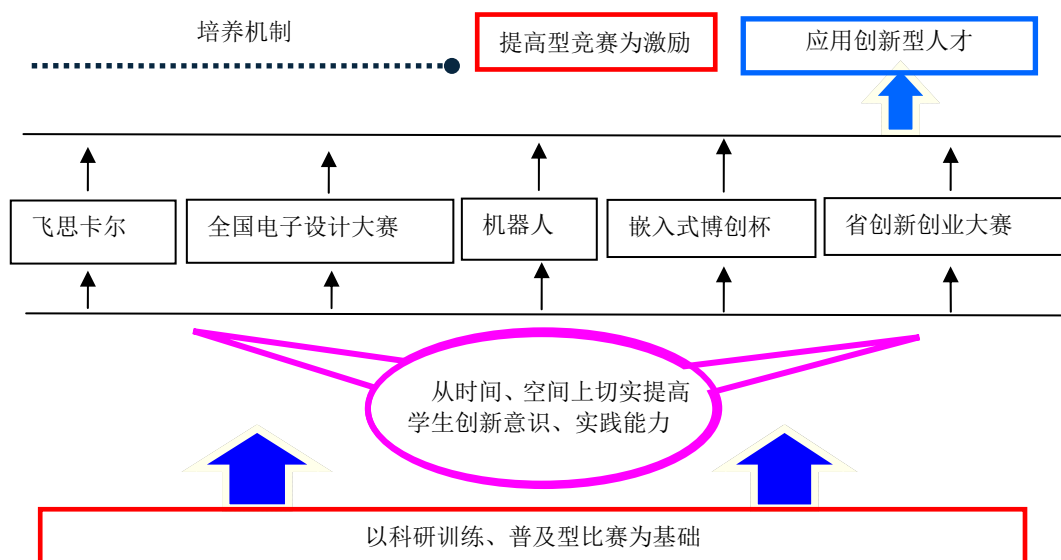 培养机制
提高型竞赛为激励
应用创新型人才
飞思卡尔
全国电子设计大赛
机器人
嵌入式博创杯
省创新创业大赛
从时间、空间上切实提高
学生创新意识、实践能力
以科研训练、普及型比赛为基础